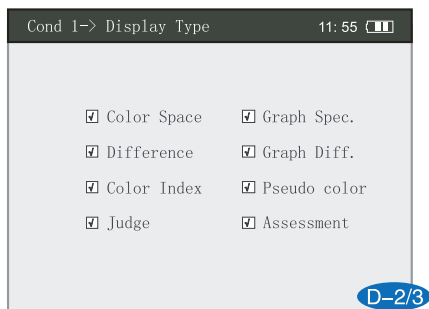 Cond 1-> Display Type 11:55
Color Space Graph Spec.
Difference Graph Diff.
Color Index Pseudo color
Judge Assessment
D-2/3